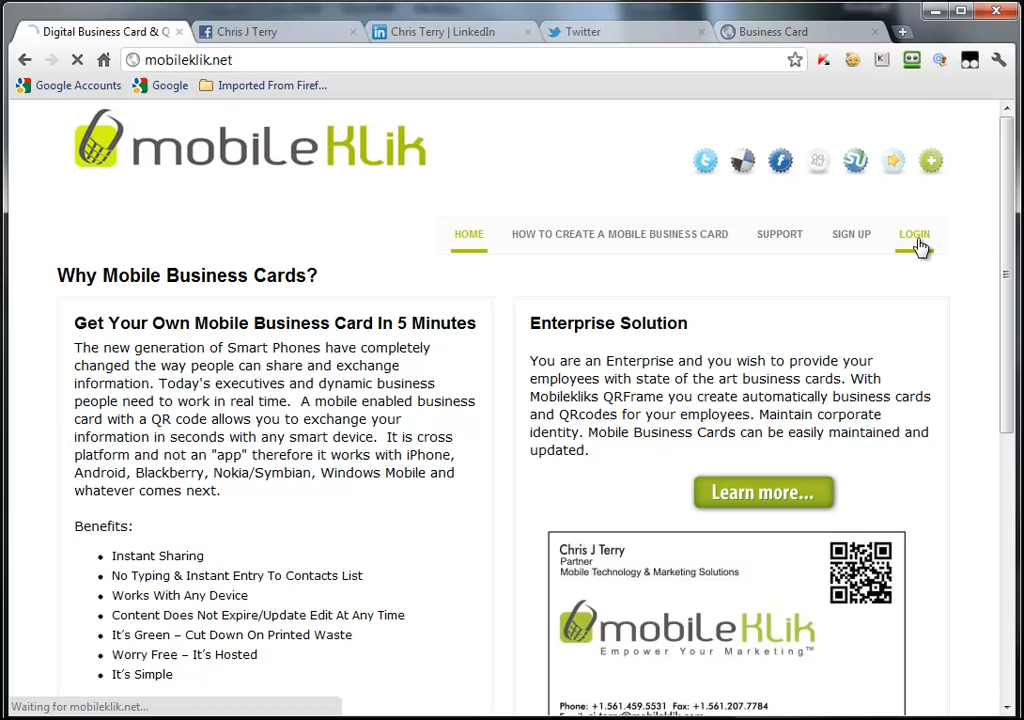 Digital Business Card & Q
Chris J Terry
Chris Terry | LinkedIn
Twitter
Business Card
mobileklik.net
Google Accounts
Google
Imported From Firef...
mobileKLik
HOME
HOW TO CREATE A MOBILE BUSINESS CARD
SUPPORT
SIGN UP
LOGIN
Why Mobile Business Cards?
Get Your Own Mobile Business Card In 5 Minutes
The new generation of Smart Phones have completely
changed the way people can share and exchange
information. Today's executives and dynamic business
people need to work in real time. A mobile enabled business
card with a QR code allows you to exchange your
information in seconds with any smart device. It is cross
platform and not an "app" therefore it works with iPhone,
Android, Blackberry, Nokia/Symbian, Windows Mobile and
whatever comes next.
Benefits:
Instant Sharing
No Typing & Instant Entry To Contacts List
Works With Any Device
Content Does Not Expire/Update Edit At Any Time
It's Green – Cut Down On Printed Waste
Worry Free – It's Hosted
It's Simple
Enterprise Solution
You are an Enterprise and you wish to provide your
employees with state of the art business cards. With
Mobilekliks QRFrame you create automatically business cards
and QRcodes for your employees. Maintain corporate
identity. Mobile Business Cards can be easily maintained and
updated.
Learn more...
Chris J Terry
Partner
Mobile Technology & Marketing Solutions
mobileKLik
Empower Your Marketing™
Phone: +1.561.459.5531 Fax: +1.561.207.7784
Waiting for mobileklik.net...